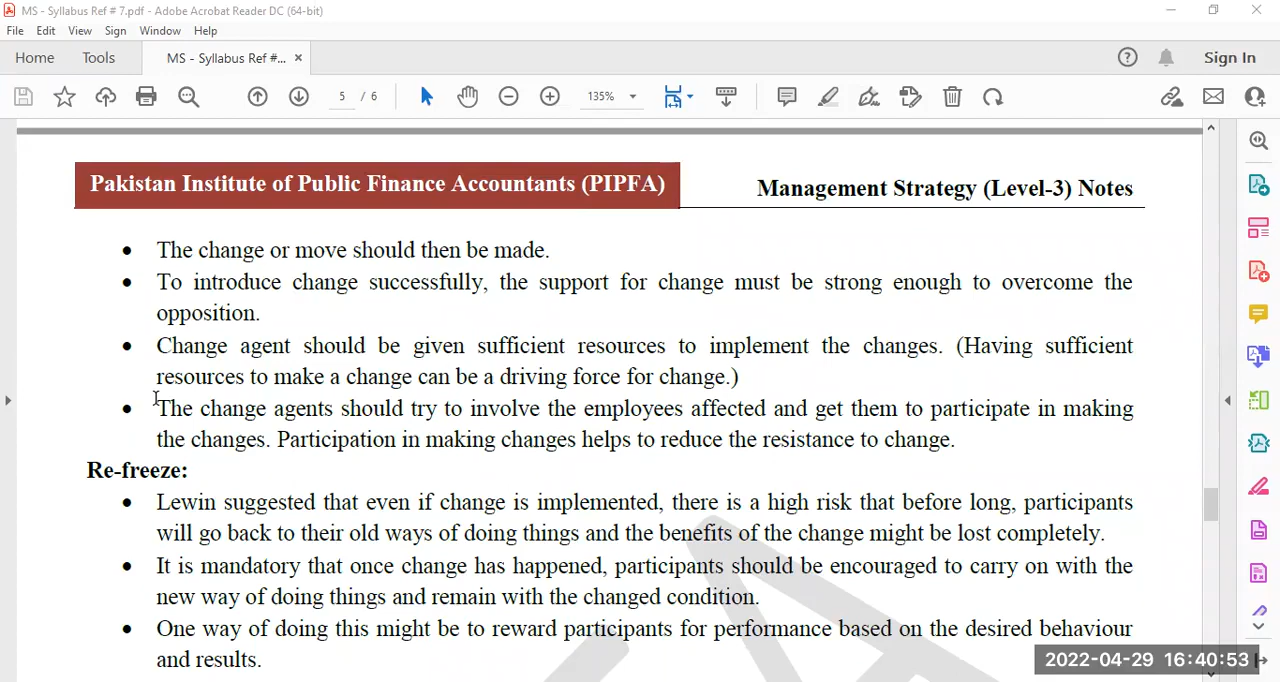 MS - Syllabus Ref # 7.pdf - Adobe Acrobat Reader DC (64-bit)
File Edit View Sign Window Help
Home Tools MS - Syllabus Ref #... × Sign In
5 / 6 135%
Pakistan Institute of Public Finance Accountants (PIPFA)
Management Strategy (Level-3) Notes
• The change or move should then be made.
• To introduce change successfully, the support for change must be strong enough to overcome the
opposition.
• Change agent should be given sufficient resources to implement the changes. (Having sufficient
resources to make a change can be a driving force for change.)
• The change agents should try to involve the employees affected and get them to participate in making
the changes. Participation in making changes helps to reduce the resistance to change.
Re-freeze:
• Lewin suggested that even if change is implemented, there is a high risk that before long, participants
will go back to their old ways of doing things and the benefits of the change might be lost completely.
• It is mandatory that once change has happened, participants should be encouraged to carry on with the
new way of doing things and remain with the changed condition.
• One way of doing this might be to reward participants for performance based on the desired behaviour
and results.
2022-04-29 16:40:53